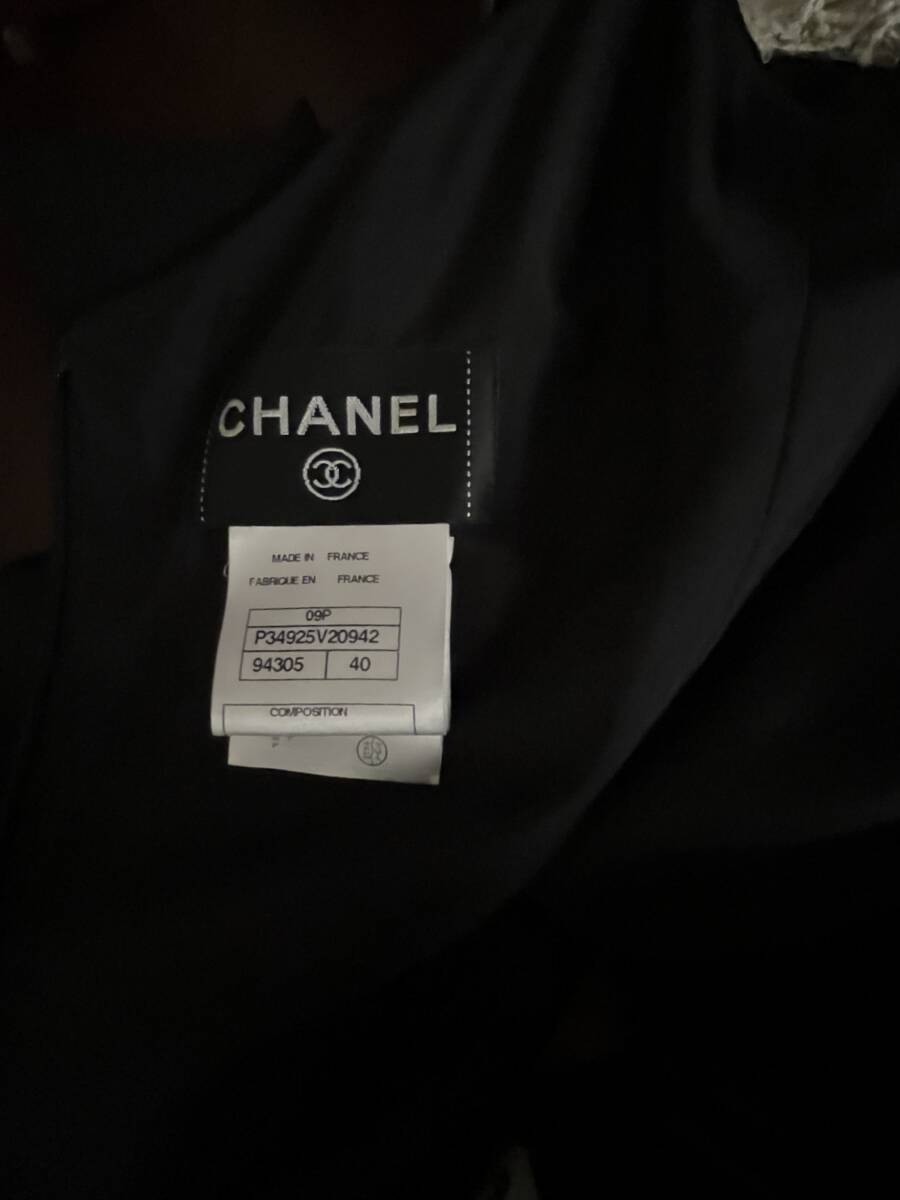 CHANEL
MADE IN FRANCE
FABRIQUE EN FRANCE
09P
P34925V20942
94305 40
COMPOSITION